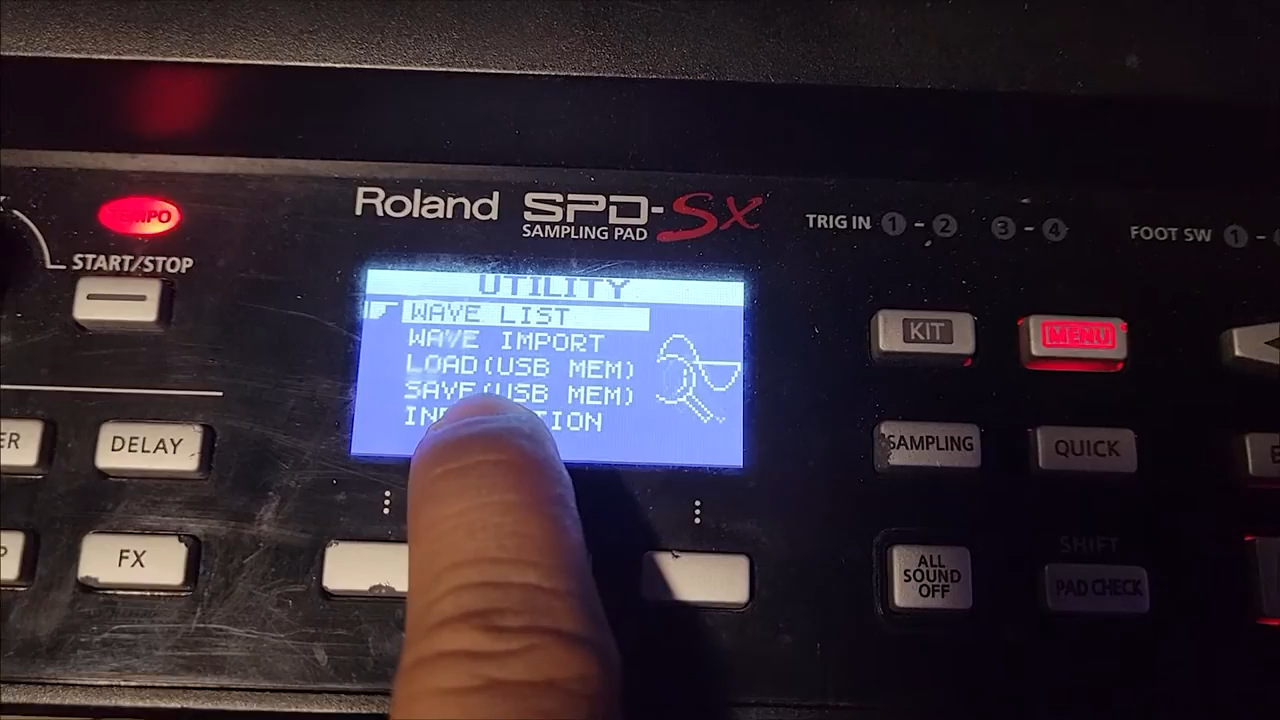 Roland SPD-SX
SAMPLING PAD
TRIG IN 1 - 2 3 - 4
FOOT SW 1 -
TEMPO
START/STOP
UTILITY
WAVE LIST
WAVE IMPORT
LOAD(USB MEM)
SAVE(USB MEM)
KIT
MENU
ER
DELAY
SAMPLING
QUICK
FX
ALL
SOUND
OFF
SHIFT
PAD CHECK